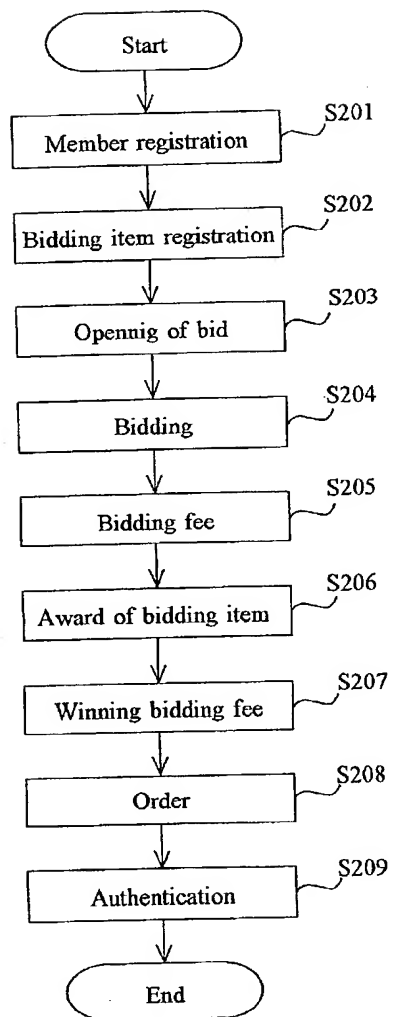 Start
S201
Member registration
S202
Bidding item registration
S203
Opennig of bid
S204
Bidding
S205
Bidding fee
S206
Award of bidding item
S207
Winning bidding fee
S208
Order
S209
Authentication
End